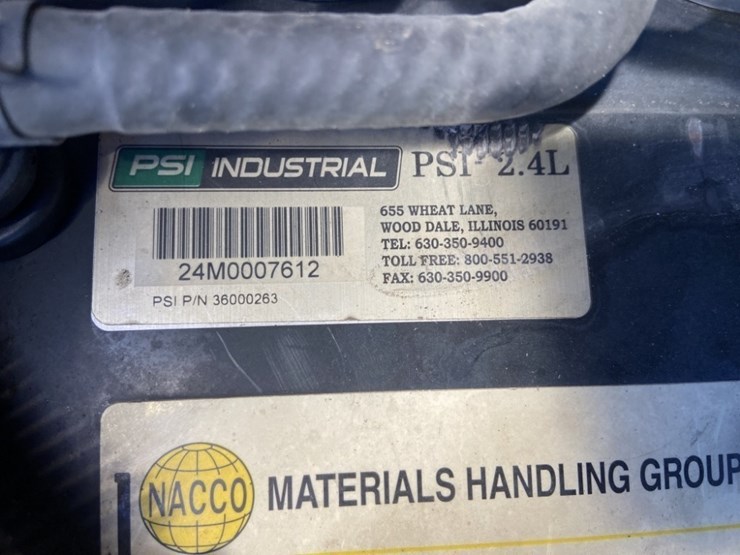 PSI INDUSTRIAL PSI 2.4L
655 WHEAT LANE,
WOOD DALE, ILLINOIS 60191
TEL: 630-350-9400
TOLL FREE: 800-551-2938
FAX: 630-350-9900
24M0007612
PSI P/N 36000263
NACCO MATERIALS HANDLING GROUP